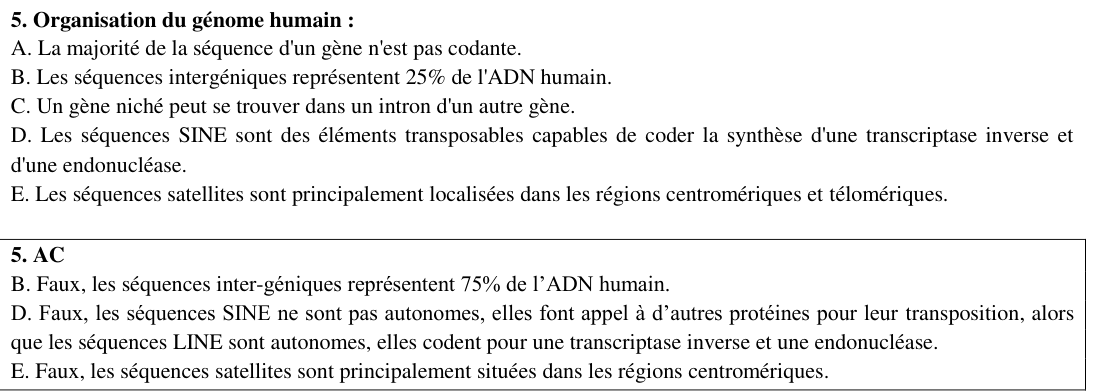 5. Organisation du génome humain :
A. La majorité de la séquence d'un gène n'est pas codante.
B. Les séquences intergéniques représentent 25% de l'ADN humain.
C. Un gène niché peut se trouver dans un intron d'un autre gène.
D. Les séquences SINE sont des éléments transposables capables de coder la synthèse d'une transcriptase inverse et
d'une endonucléase.
E. Les séquences satellites sont principalement localisées dans les régions centromériques et télomériques.
5. AC
B. Faux, les séquences inter-géniques représentent 75% de l’ADN humain.
D. Faux, les séquences SINE ne sont pas autonomes, elles font appel à d’autres protéines pour leur transposition, alors
que les séquences LINE sont autonomes, elles codent pour une transcriptase inverse et une endonucléase.
E. Faux, les séquences satellites sont principalement situées dans les régions centromériques.